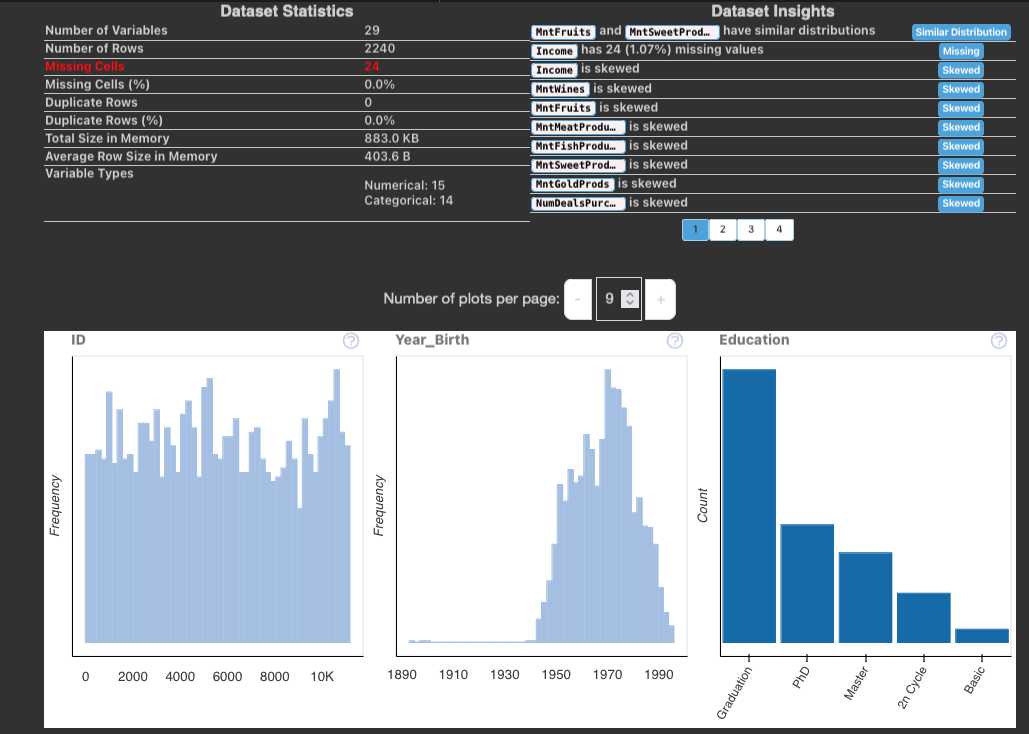 Dataset Statistics
Number of Variables 29
Number of Rows 2240
Missing Cells 24
Missing Cells (%) 0.0%
Duplicate Rows 0
Duplicate Rows (%) 0.0%
Total Size in Memory 883.0 KB
Average Row Size in Memory 403.6 B
Variable Types
Numerical: 15
Categorical: 14
Dataset Insights
MntFruits and MntSweetProd… have similar distributions Similar Distribution
Income has 24 (1.07%) missing values Missing
Income is skewed Skewed
MntWines is skewed Skewed
MntFruits is skewed Skewed
MntMeatProdu… is skewed Skewed
MntFishProdu… is skewed Skewed
MntSweetProd… is skewed Skewed
MntGoldProds is skewed Skewed
NumDealsPurc… is skewed Skewed
1 2 3 4
Number of plots per page: - 9 +
ID ?
Frequency
0 2000 4000 6000 8000 10K
Year_Birth ?
Frequency
1890 1910 1930 1950 1970 1990
Education ?
Count
Graduation PhD Master 2n Cycle Basic